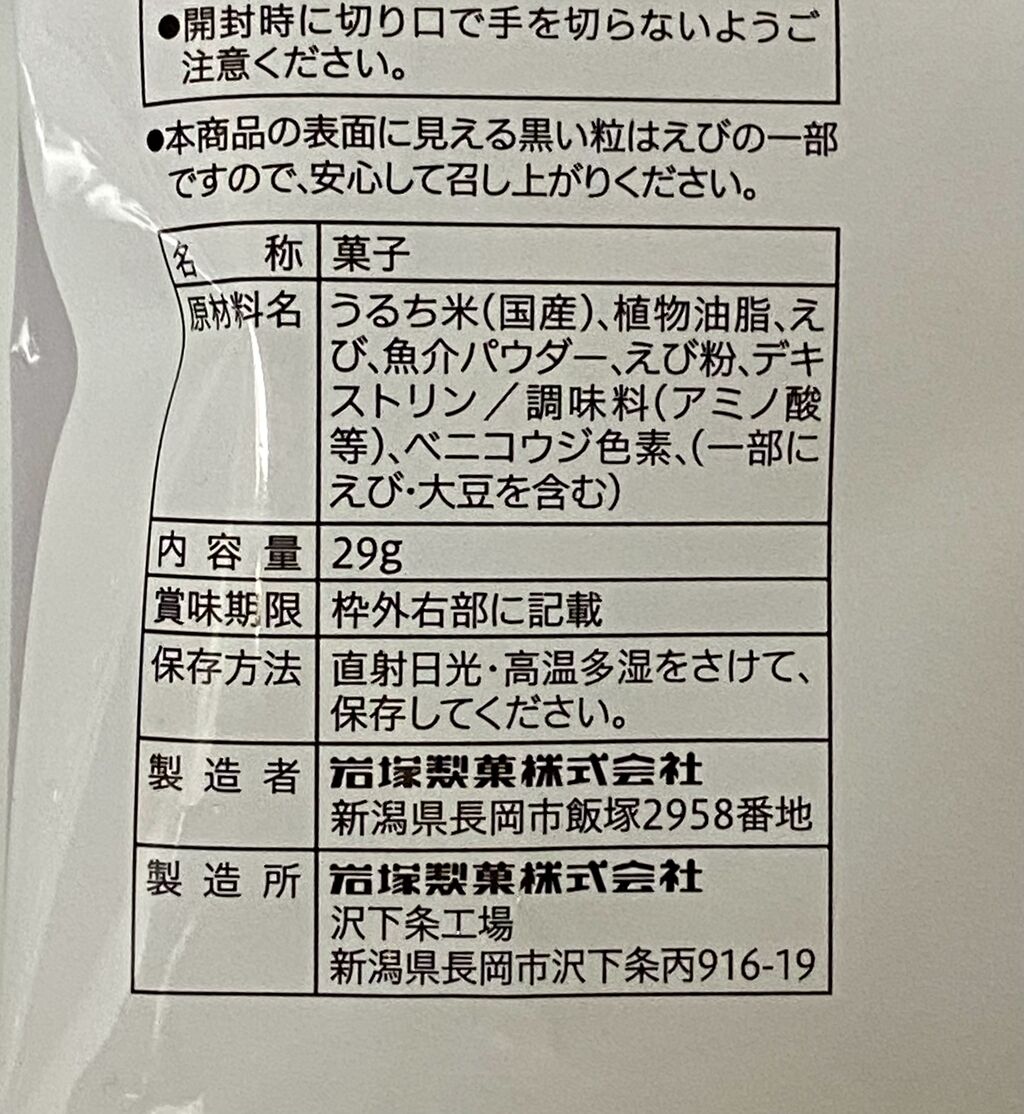 ●開封時に切り口で手を切らないようご
注意ください。
●本商品の表面に見える黒い粒はえびの一部
ですので、安心して召し上がりください。
名称 菓子
原材料名 うるち米(国産)、植物油脂、え
び、魚介パウダー、えび粉、デキ
ストリン／調味料(アミノ酸
等)、ベニコウジ色素、(一部に
えび・大豆を含む)
内容量 29g
賞味期限 枠外右部に記載
保存方法 直射日光・高温多湿をさけて、
保存してください。
製造者 岩塚製菓株式会社
新潟県長岡市飯塚2958番地
製造所 岩塚製菓株式会社
沢下条工場
新潟県長岡市沢下条丙916-19